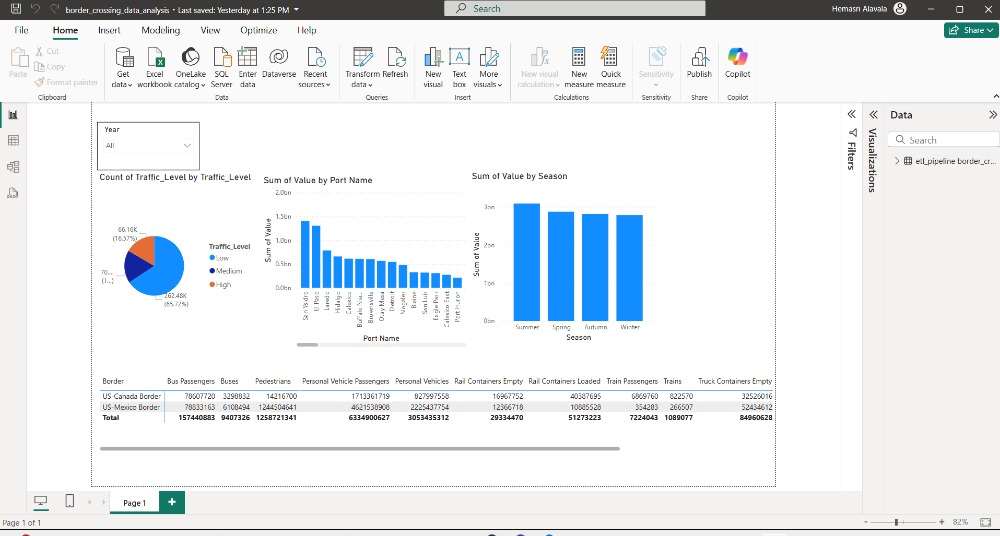 border_crossing_data_analysis • Last saved: Yesterday at 1:25 PM
Search
Hemasri Alavala
File Home Insert Modeling View Optimize Help
Share
Paste
Cut
Copy
Format painter
Clipboard
Get data
Excel workbook
OneLake catalog
SQL Server
Enter data
Dataverse
Recent sources
Data
Transform data
Refresh
Queries
New visual
Text box
More visuals
Insert
New visual calculation
New measure
Quick measure
Calculations
Sensitivity
Sensitivity
Publish
Share
Copilot
Copilot
Year
All
Count of Traffic_Level by Traffic_Level
66.16K
(16.57%)
70....
(1...)
262.48K
(65.72%)
Traffic_Level
Low
Medium
High
Sum of Value by Port Name
Sum of Value
2.0bn
1.5bn
1.0bn
0.5bn
0.0bn
San Ysidro
El Paso
Laredo
Hidalgo
Calexico
Buffalo Nia...
Brownsville
Otay Mesa
Detroit
Nogales
Blaine
San Luis
Eagle Pass
Calexico East
Port Huron
Port Name
Sum of Value by Season
Sum of Value
3bn
2bn
1bn
0bn
Summer Spring Autumn Winter
Season
Border Bus Passengers Buses Pedestrians Personal Vehicle Passengers Personal Vehicles Rail Containers Empty Rail Containers Loaded Train Passengers Trains Truck Containers Empty
US-Canada Border 78607720 3298832 14216700 1713361719 827997558 16967752 40387695 6869760 822570 32526016
US-Mexico Border 78833163 6108494 1244504641 4621538908 2225437754 12366718 10885528 354283 266507 52434612
Total 157440883 9407326 1258721341 6334900627 3053435312 29334470 51273223 7224043 1089077 84960628
Filters
Visualizations
Data
Search
etl_pipeline border_cr...
DAX
Page 1
+
Page 1 of 1
- + 82%